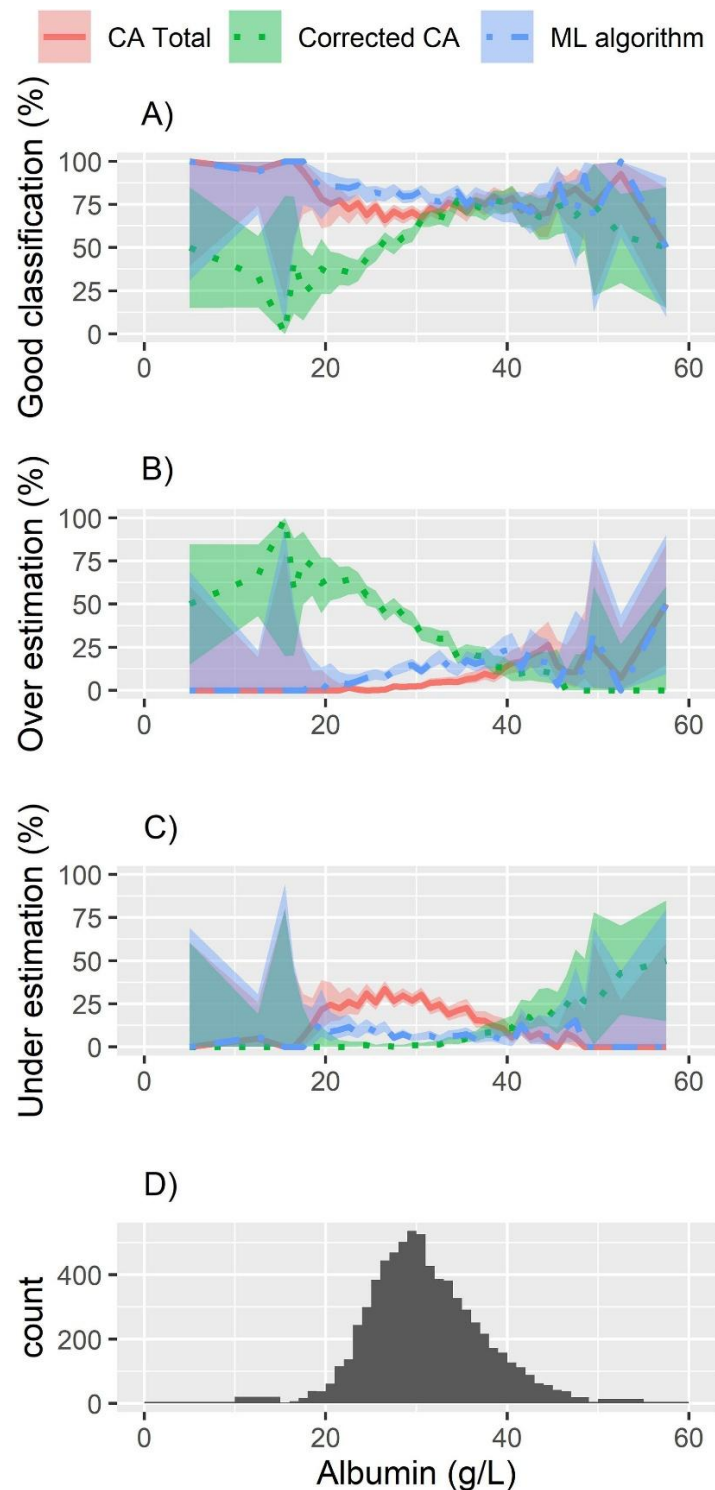 CA Total Corrected CA ML algorithm
A)
Good classification (%)
100
75
50
25
0
0 20 40 60
B)
Over estimation (%)
100
75
50
25
0
0 20 40 60
C)
Under estimation (%)
100
75
50
25
0
0 20 40 60
D)
count
400
200
0
0 20 40 60
Albumin (g/L)